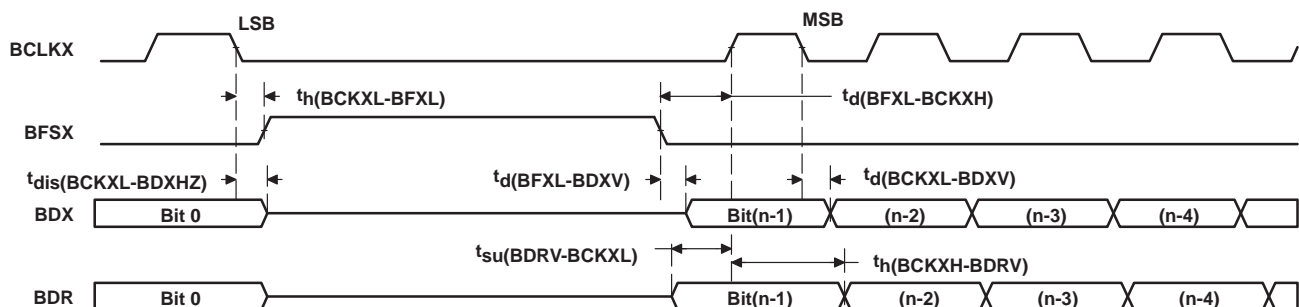 LSB
MSB
BCLKX
th(BCKXL-BFXL)
td(BFXL-BCKXH)
BFSX
tdis(BCKXL-BDXHZ)
td(BFXL-BDXV)
td(BCKXL-BDXV)
BDX
Bit 0
Bit(n-1)
(n-2)
(n-3)
(n-4)
tsu(BDRV-BCKXL)
th(BCKXH-BDRV)
BDR
Bit 0
Bit(n-1)
(n-2)
(n-3)
(n-4)